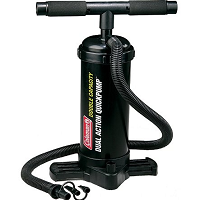 Coleman
DOUBLE CAPACITY
DUAL ACTION QUICKPUMP